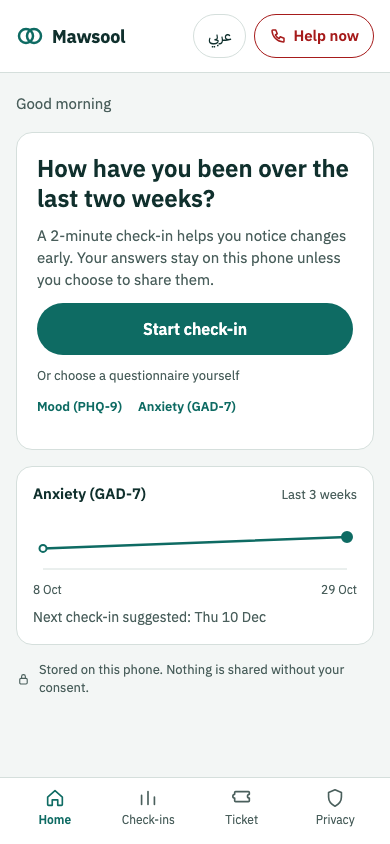 Mawsool
عربي
Help now
Good morning
How have you been over the
last two weeks?
A 2-minute check-in helps you notice changes
early. Your answers stay on this phone unless
you choose to share them.
Start check-in
Or choose a questionnaire yourself
Mood (PHQ-9) Anxiety (GAD-7)
Anxiety (GAD-7) Last 3 weeks
8 Oct 29 Oct
Next check-in suggested: Thu 10 Dec
Stored on this phone. Nothing is shared without your
consent.
Home Check-ins Ticket Privacy